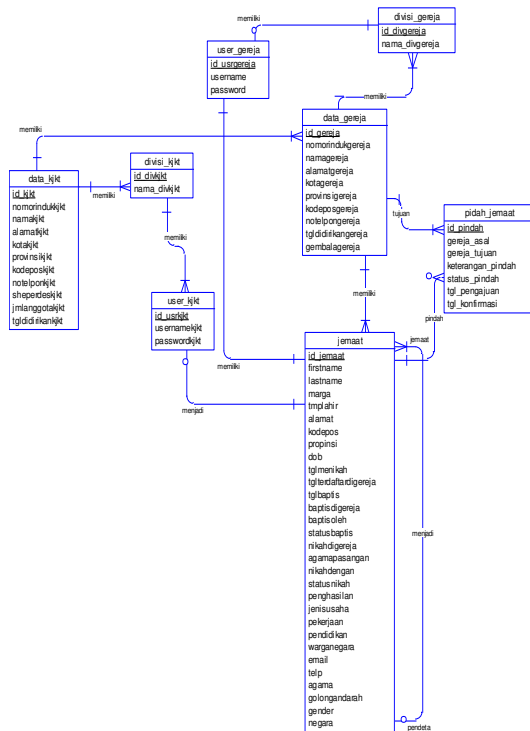 memiliki
divisi_gereja
id_divgereja
nama_divgereja
user_gereja
id_usrgereja
username
password
memiliki
data_gereja
id_gereja
nomorindukgereja
namagereja
alamatgereja
kotagereja
provinsigereja
kodeposgereja
notelpongereja
tgldidirikangereja
gembalagereja
memiliki
divisi_kjkt
id_divkjkt
nama_divkjkt
data_kjkt
id_kjkt
nomorindukkjkt
namakjkt
alamatkjkt
kotakjkt
provinsikjkt
kodeposkjkt
notelponkjkt
sheperdeskjkt
jmlanggotakjkt
tgldidirikankjkt
memiliki
tujuan
pidah_jemaat
id_pindah
gereja_asal
gereja_tujuan
keterangan_pindah
status_pindah
tgl_pengajuan
tgl_konfirmasi
memiliki
user_kjkt
id_usrkjkt
usernamekjkt
passwordkjkt
memiliki
pindah
jemaat
id_jemaat
firstname
lastname
marga
tmplahir
alamat
kodepos
propinsi
dob
tglmenikah
tglterdaftardigereja
tglbaptis
baptisdigereja
baptisoleh
statusbaptis
nikahdigereja
agamapasangan
nikahdengan
statusnikah
penghasilan
jenisusaha
pekerjaan
pendidikan
warganegara
email
telp
agama
golongandarah
gender
negara
jemaat
memiliki
menjadi
menjadi
pendeta